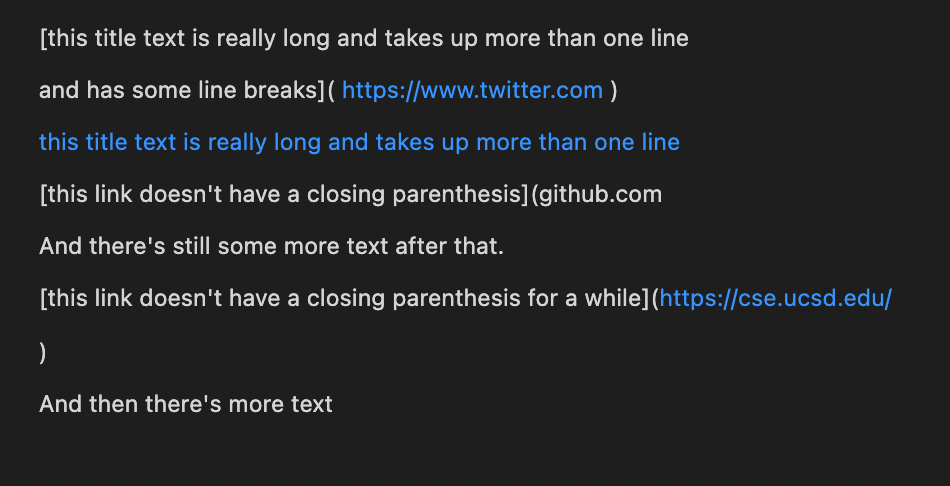 [this title text is really long and takes up more than one line
and has some line breaks]( https://www.twitter.com )
this title text is really long and takes up more than one line
[this link doesn't have a closing parenthesis](github.com
And there's still some more text after that.
[this link doesn't have a closing parenthesis for a while](https://cse.ucsd.edu/
)
And then there's more text